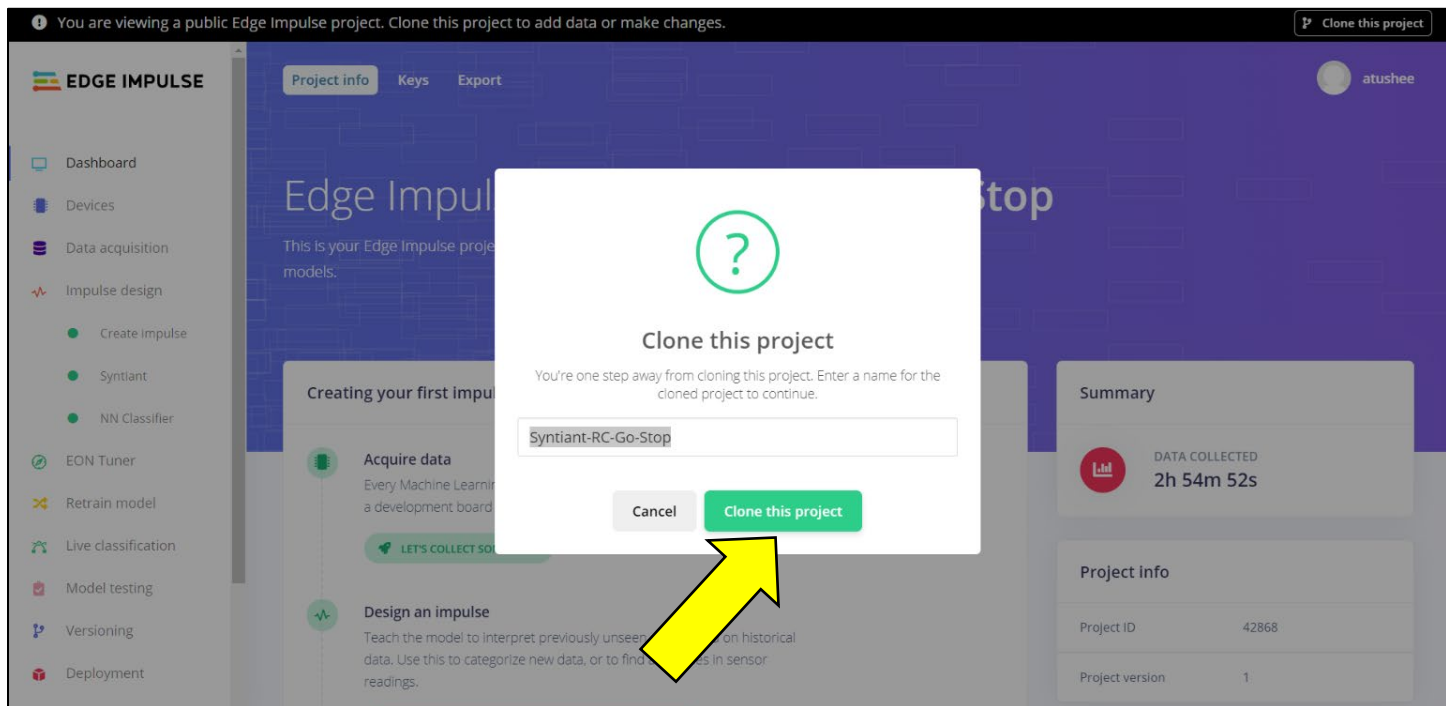 You are viewing a public Edge Impulse project. Clone this project to add data or make changes.
Clone this project
EDGE IMPULSE
Project info
Keys
Export
atushee
Dashboard
Devices
Data acquisition
Impulse design
Create impulse
Syntiant
NN Classifier
EON Tuner
Retrain model
Live classification
Model testing
Versioning
Deployment
Edge Impul
top
This is your Edge Impulse proje
models.
?
Clone this project
You're one step away from cloning this project. Enter a name for the
cloned project to continue.
Syntiant-RC-Go-Stop
Cancel
Clone this project
Creating your first impul
Acquire data
Every Machine Learnin
a development board
LET'S COLLECT SO
Design an impulse
Teach the model to interpret previously unseen on historical
data. Use this to categorize new data, or to find in sensor
readings.
Summary
DATA COLLECTED
2h 54m 52s
Project info
Project ID 42868
Project version 1